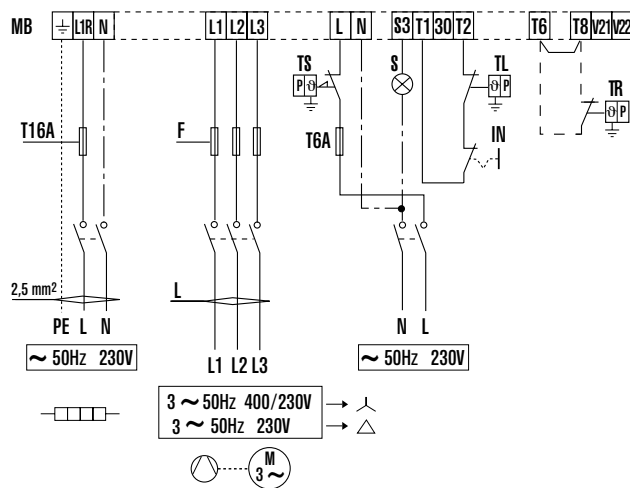 MB L1R N L1 L2 L3 L N S3 T1 30 T2 T6 T8 V21 V22
TS S TL
P ϑ P ϑ ϑ P TR
T16A F T6A IN
2,5 mm² L
PE L N N L
~ 50Hz 230V L1 L2 L3 ~ 50Hz 230V
3 ~ 50Hz 400/230V
3 ~ 50Hz 230V
M
3 ~